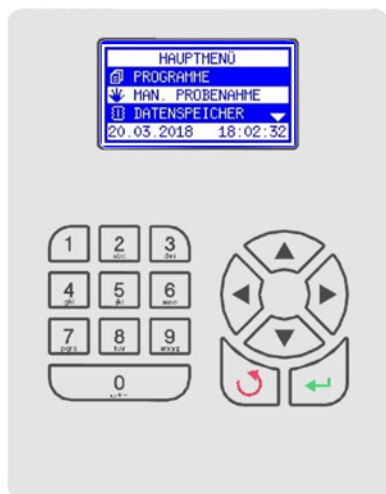 HAUPTMENÜ
PROGRAMME
MAN. PROBENAHME
DATENSPEICHER
20.03.2018 18:02:32
1 2 3
abc def
4 5 6
ghi jkl mno
7 8 9
pqrs tuv wxyz
0